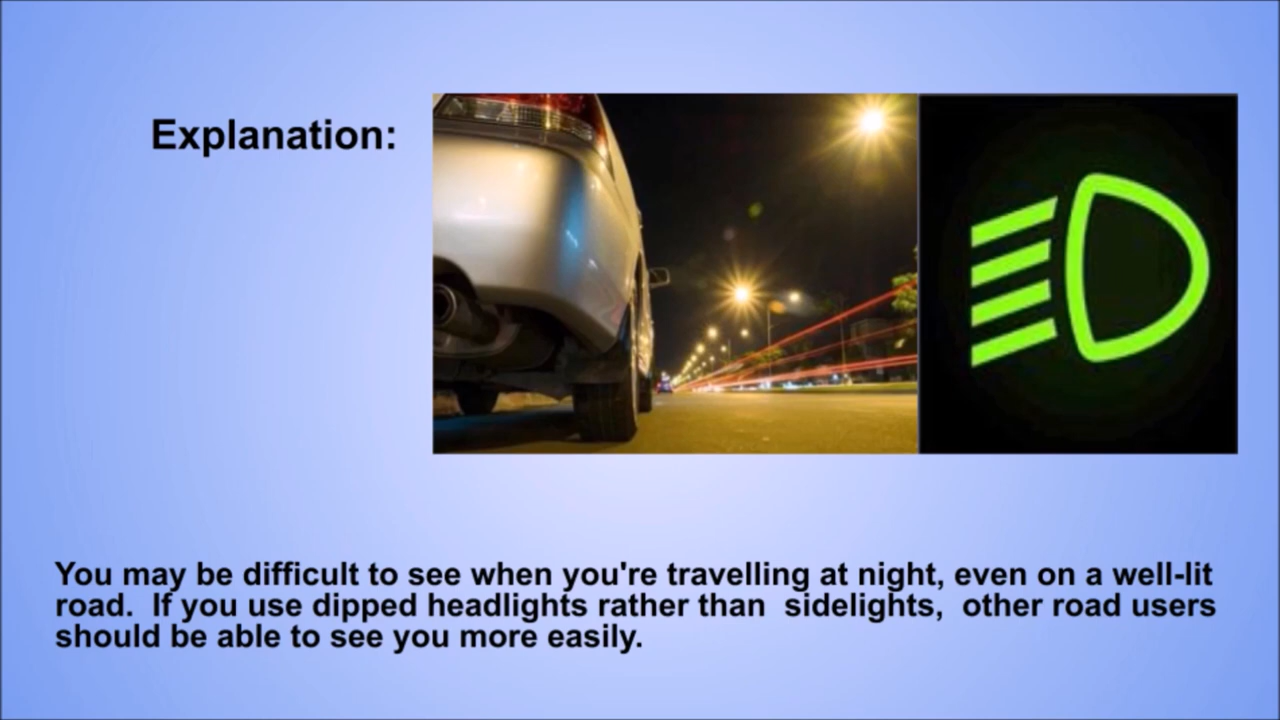 Explanation:
You may be difficult to see when you're travelling at night, even on a well-lit
road.  If you use dipped headlights rather than  sidelights,  other road users
should be able to see you more easily.